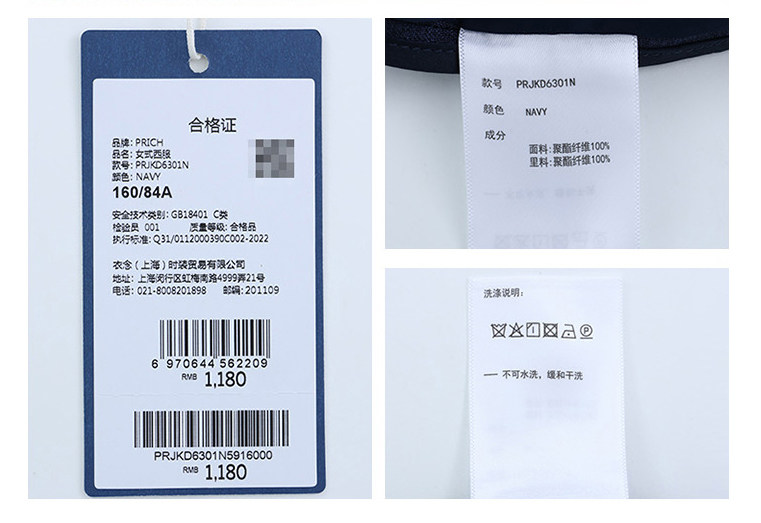 合格证
品牌: PRICH
品名: 女式西服
款号: PRJKD6301N
颜色: NAVY
160/84A
安全技术类别: GB18401 C类
检验员 001 质量等级: 合格品
执行标准: Q31/0112000390C002-2022
衣念（上海）时装贸易有限公司
地址: 上海闵行区虹梅南路4999弄21号
电话: 021-8008201898 邮编: 201109
6 970644 562209
RMB 1,180
PRJKD6301N5916000
RMB 1,180
款号 PRJKD6301N
颜色 NAVY
成分
面料: 聚酯纤维100%
里料: 聚酯纤维100%
洗涤说明:
— 不可水洗，缓和干洗